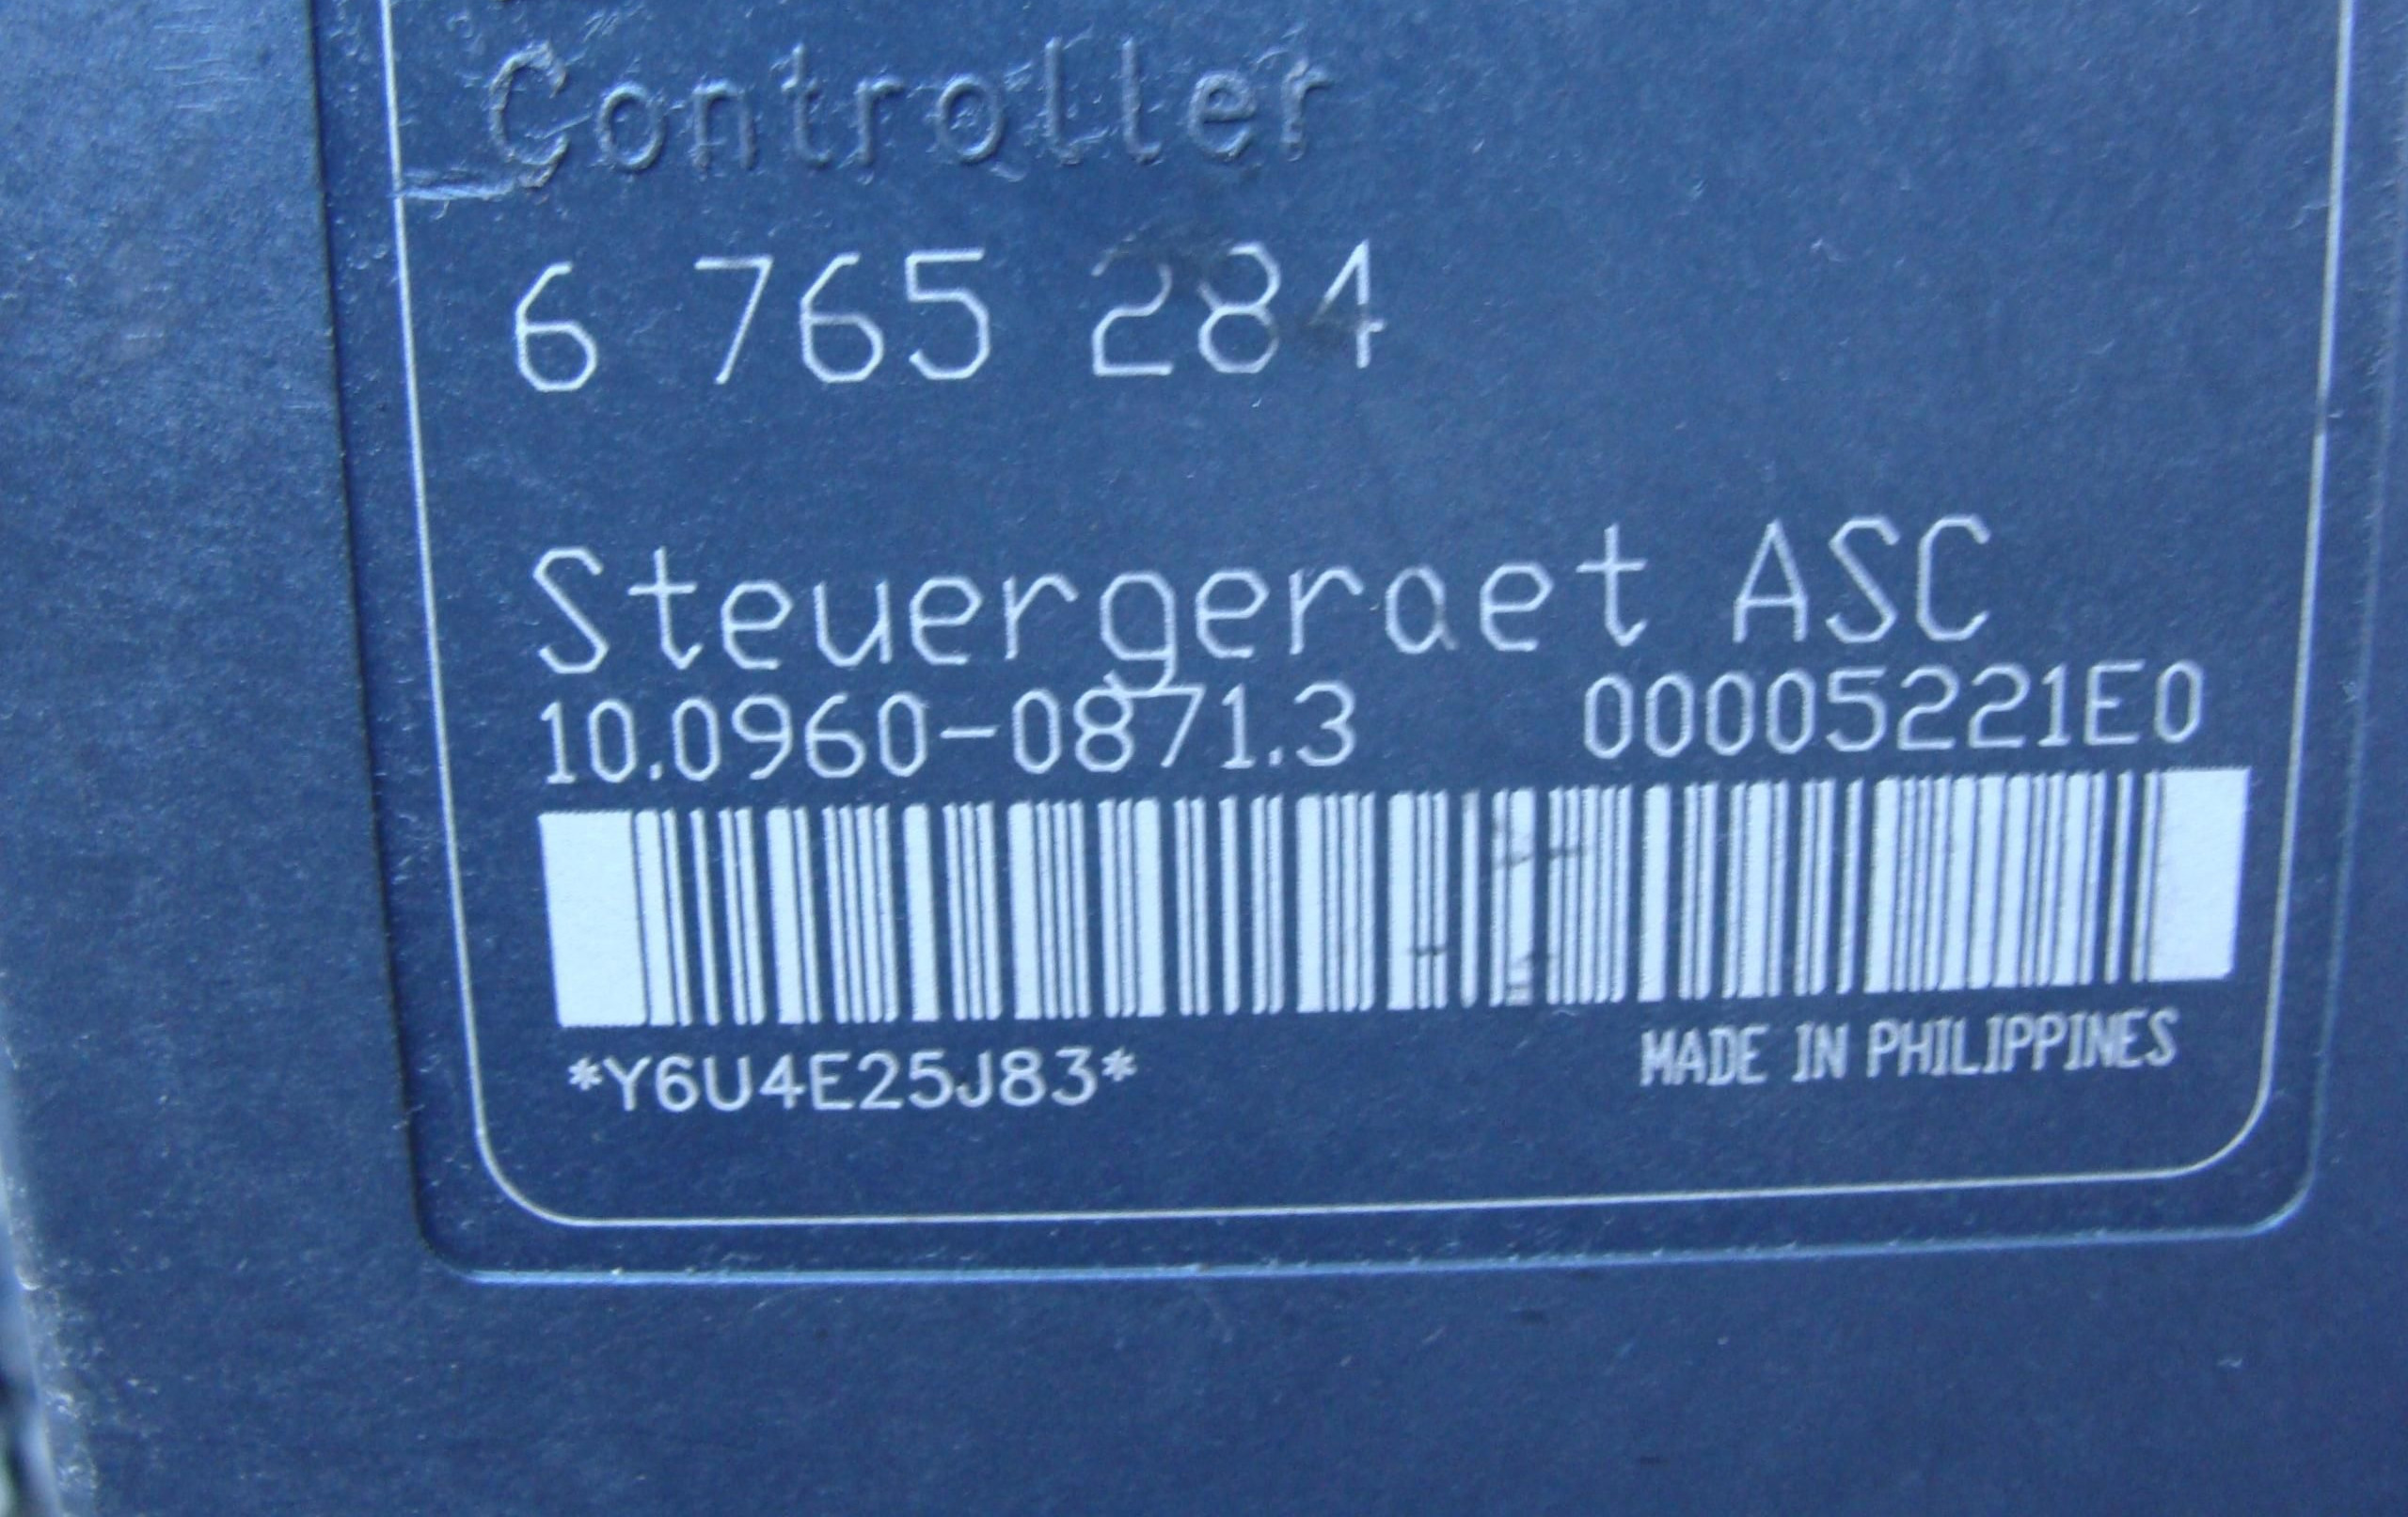 Controller
6 765 284
Steuergeraet ASC
10.0960-0871.3 00005221E0
*Y6U4E25J83* MADE IN PHILIPPINES